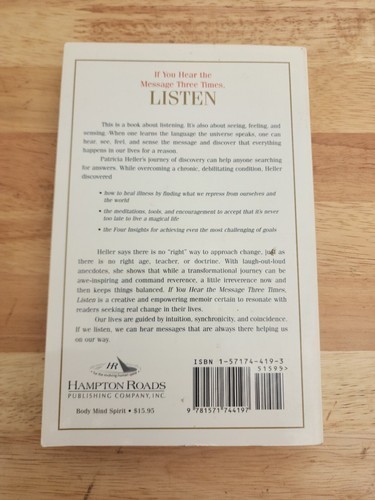 If You Hear the
Message Three Times,
LISTEN
This is a book about listening. It's also about seeing, feeling, and
sensing. When one learns the language the universe speaks, one can
hear, see, feel, and sense the message and discover that everything
happens in our lives for a reason.
Patricia Heller's journey of discovery can help anyone searching
for answers. While overcoming a chronic, debilitating condition, Heller
discovered
• how to heal illness by finding what we repress from ourselves and
the world
• the meditations, tools, and encouragement to accept that it's never
too late to live a magical life
• the Four Insights for achieving even the most challenging of goals
Heller says there is no "right" way to approach change, just as
there is no right age, teacher, or doctrine. With laugh-out-loud
anecdotes, she shows that while a transformational journey can be
awe-inspiring and command reverence, a little irreverence now and
then keeps things balanced. If You Hear the Message Three Times,
Listen is a creative and empowering memoir certain to resonate with
readers seeking real change in their lives.
Our lives are guided by intuition, synchronicity, and coincidence.
If we listen, we can hear messages that are always there helping us
on our way.
HR
for the evolving human spirit
HAMPTON ROADS
PUBLISHING COMPANY, INC.
Body Mind Spirit • $15.95
ISBN 1-57174-419-3
51595>
9 781571 744197